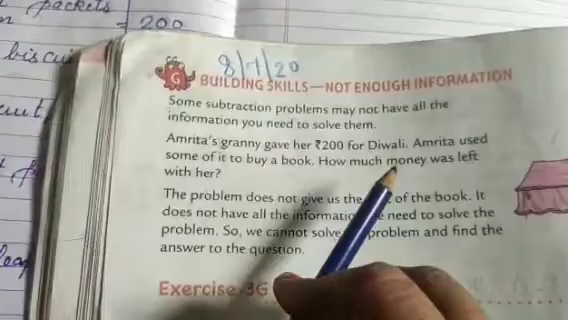 packets
= 200
biscui
8/7/20
G BUILDING SKILLS—NOT ENOUGH INFORMATION
Some subtraction problems may not have all the
information you need to solve them.
Amrita's granny gave her ₹200 for Diwali. Amrita used
some of it to buy a book. How much money was left
with her?
The problem does not give us the of the book. It
does not have all the informatio e need to solve the
problem. So, we cannot solve problem and find the
answer to the question.
Exercise 3G